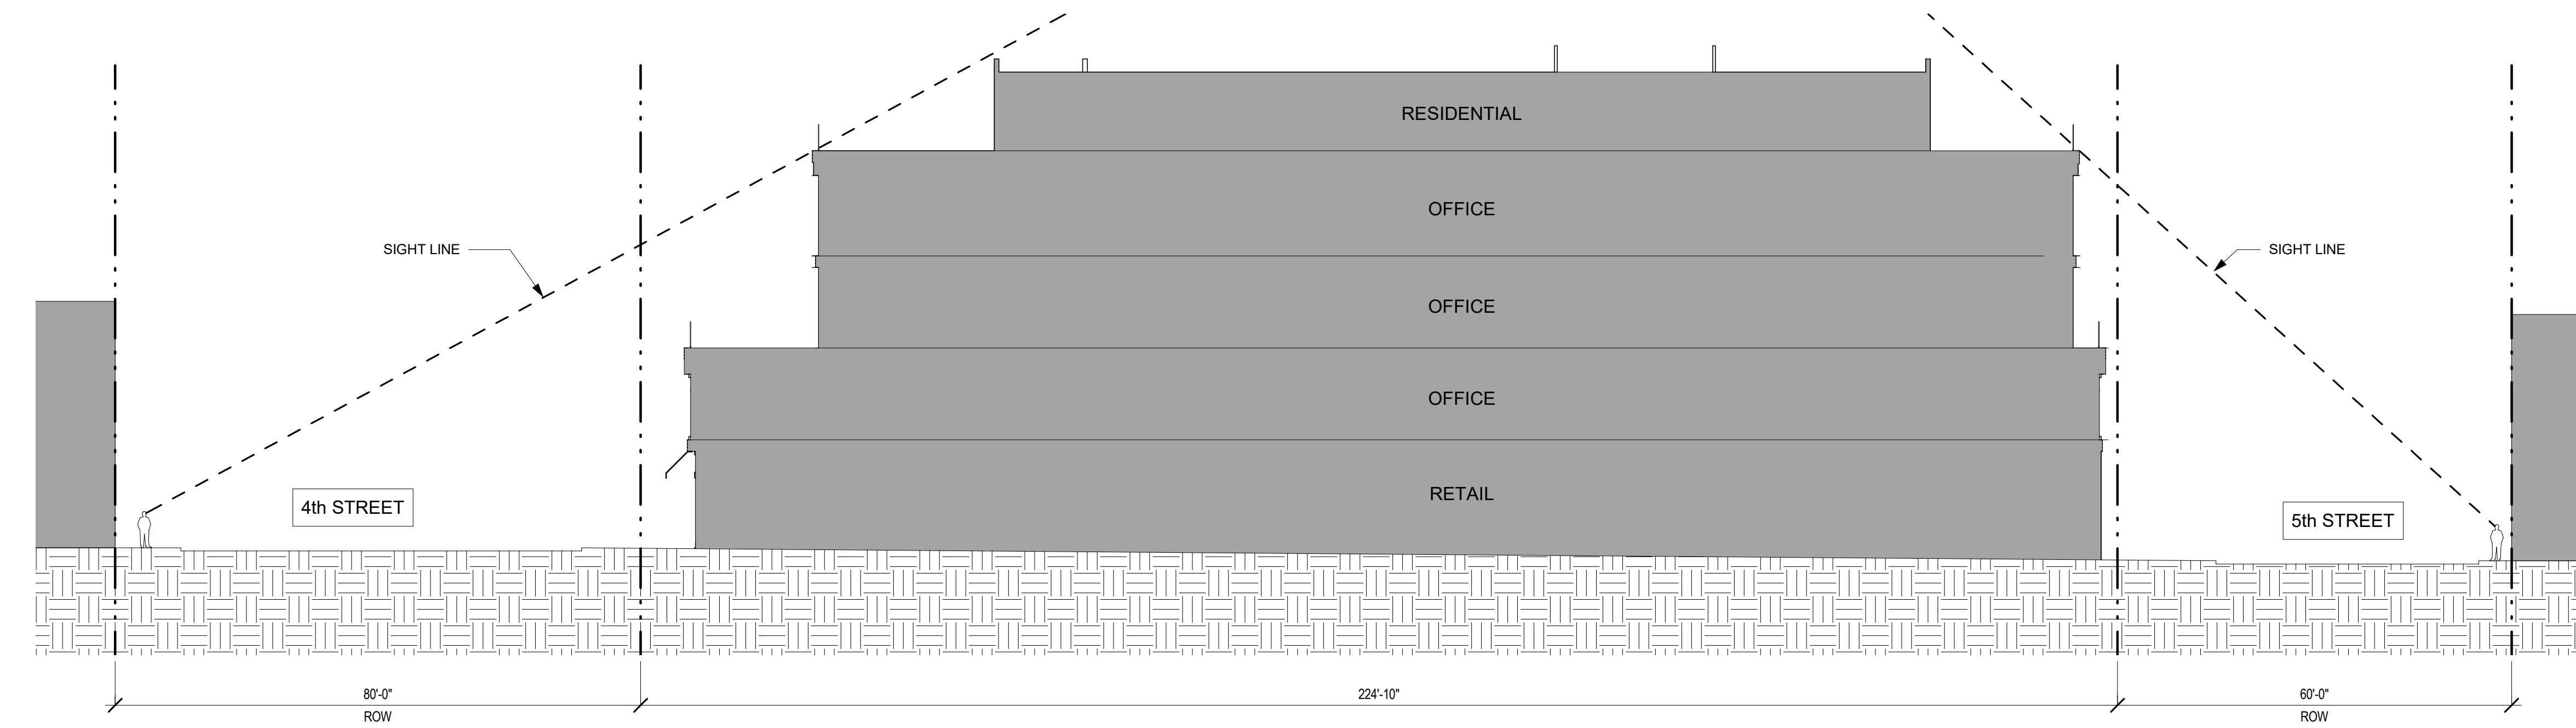 RESIDENTIAL
OFFICE
SIGHT LINE
SIGHT LINE
OFFICE
OFFICE
RETAIL
4th STREET
5th STREET
80'-0"
224'-10"
60'-0"
ROW
ROW